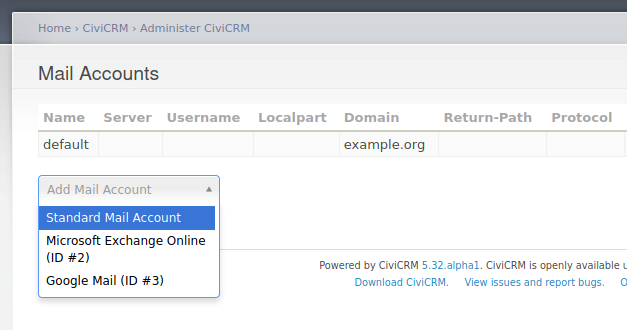 Home › CiviCRM › Administer CiviCRM
Mail Accounts
Name Server Username Localpart Domain Return-Path Protocol
default example.org
Add Mail Account
Standard Mail Account
Microsoft Exchange Online
(ID #2)
Google Mail (ID #3)
Powered by CiviCRM 5.32.alpha1. CiviCRM is openly available u
Download CiviCRM. View issues and report bugs. O